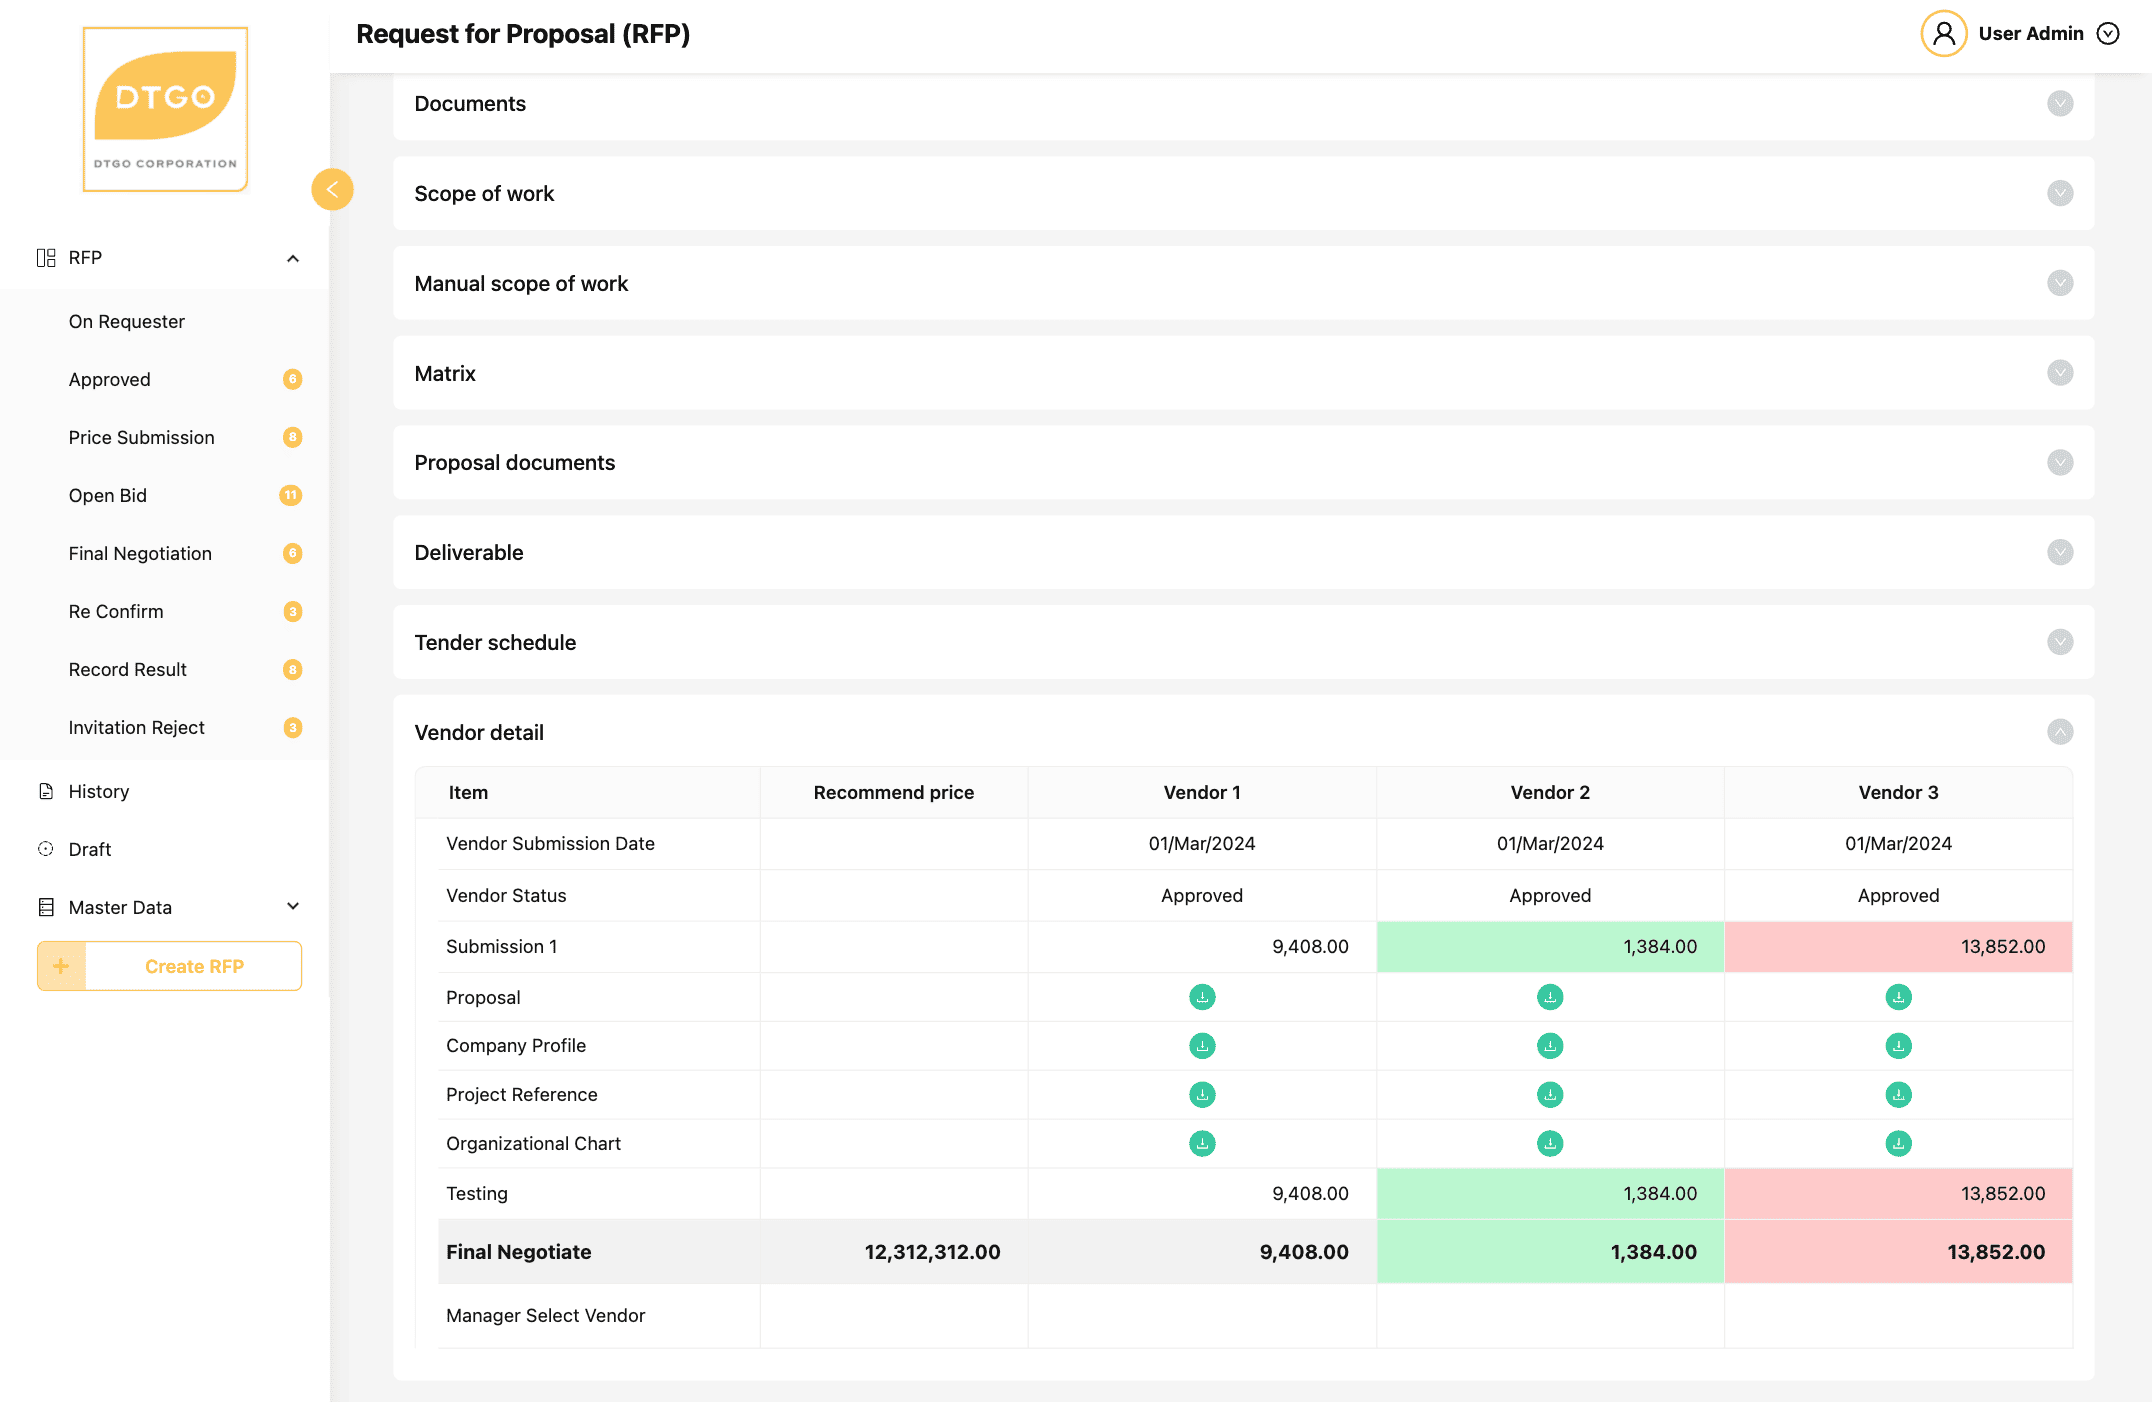 DTGO
DTGO CORPORATION
RFP
On Requester
Approved 6
Price Submission 8
Open Bid 11
Final Negotiation 6
Re Confirm 3
Record Result 8
Invitation Reject 3
History
Draft
Master Data
+ Create RFP
Request for Proposal (RFP)
User Admin
Documents
Scope of work
Manual scope of work
Matrix
Proposal documents
Deliverable
Tender schedule
Vendor detail
Item Recommend price Vendor 1 Vendor 2 Vendor 3
Vendor Submission Date 01/Mar/2024 01/Mar/2024 01/Mar/2024
Vendor Status Approved Approved Approved
Submission 1 9,408.00 1,384.00 13,852.00
Proposal
Company Profile
Project Reference
Organizational Chart
Testing 9,408.00 1,384.00 13,852.00
Final Negotiate 12,312,312.00 9,408.00 1,384.00 13,852.00
Manager Select Vendor